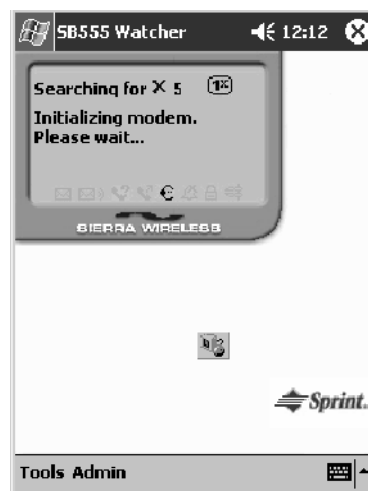 SB555 Watcher 12:12
Searching for X 5 1x
Initializing modem.
Please wait...
SIERRA WIRELESS
Sprint.
Tools Admin